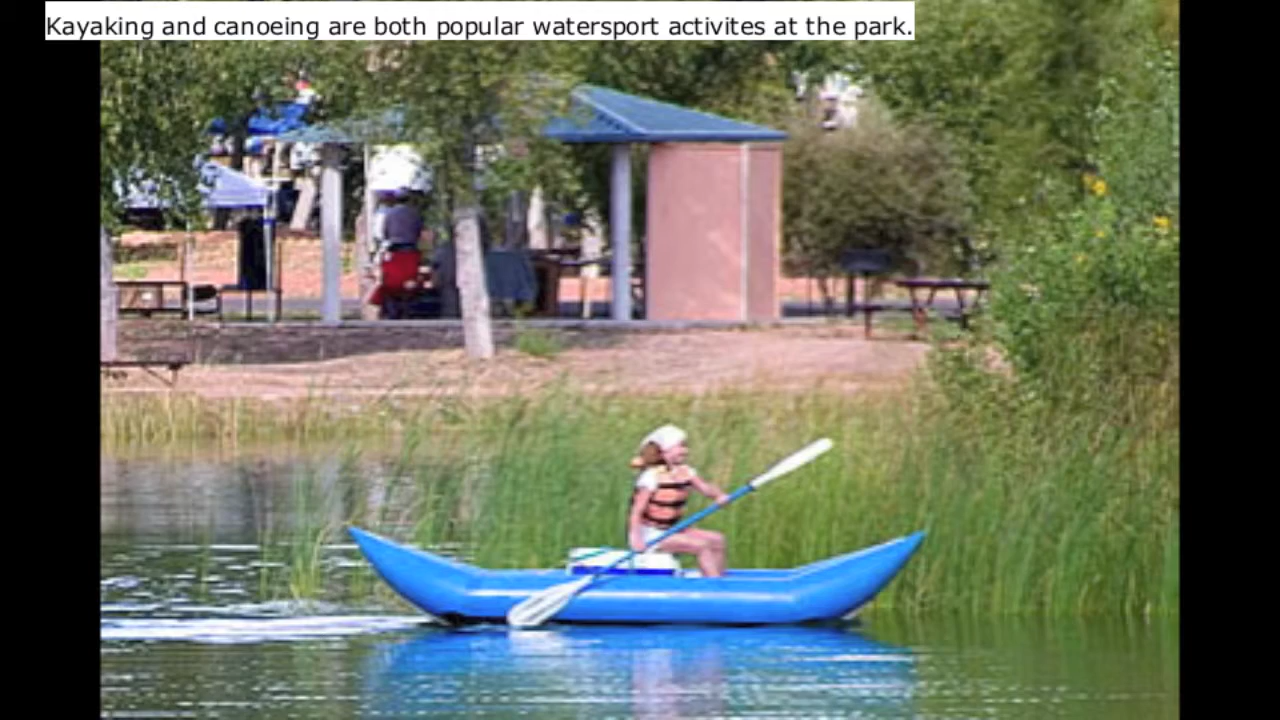 Kayaking and canoeing are both popular watersport activites at the park.